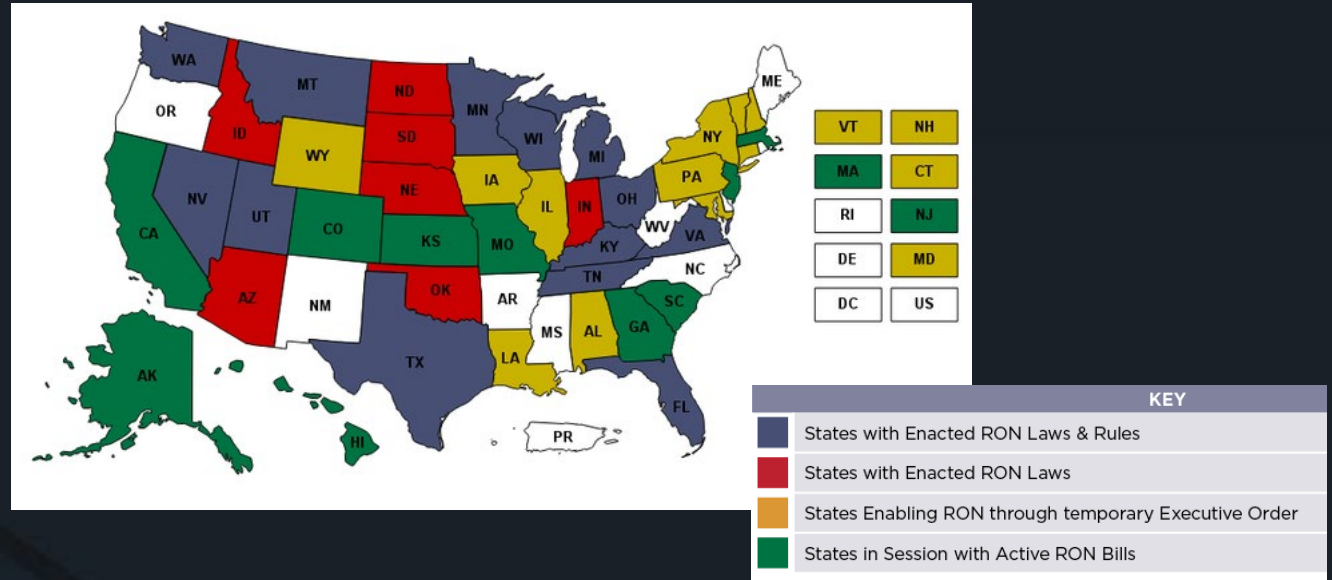 WA
MT
ND
MN
ME
OR
ID
SD
WI
MI
NY
WY
NE
IA
PA
NV
UT
CO
KS
MO
IL
IN
OH
WV
VA
CA
KY
TN
NC
AZ
NM
OK
AR
SC
MS
AL
GA
TX
LA
FL
AK
HI
PR
VT NH
MA CT
RI NJ
DE MD
DC US
KEY
States with Enacted RON Laws & Rules
States with Enacted RON Laws
States Enabling RON through temporary Executive Order
States in Session with Active RON Bills